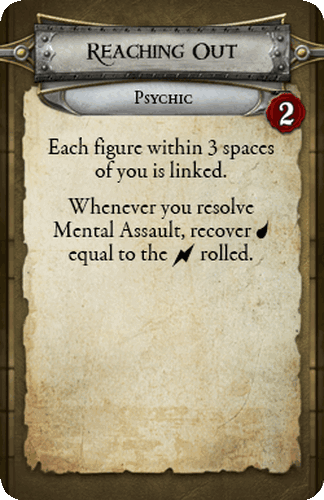 Reaching Out
Psychic
2
Each figure within 3 spaces
of you is linked.
Whenever you resolve
Mental Assault, recover
equal to the rolled.